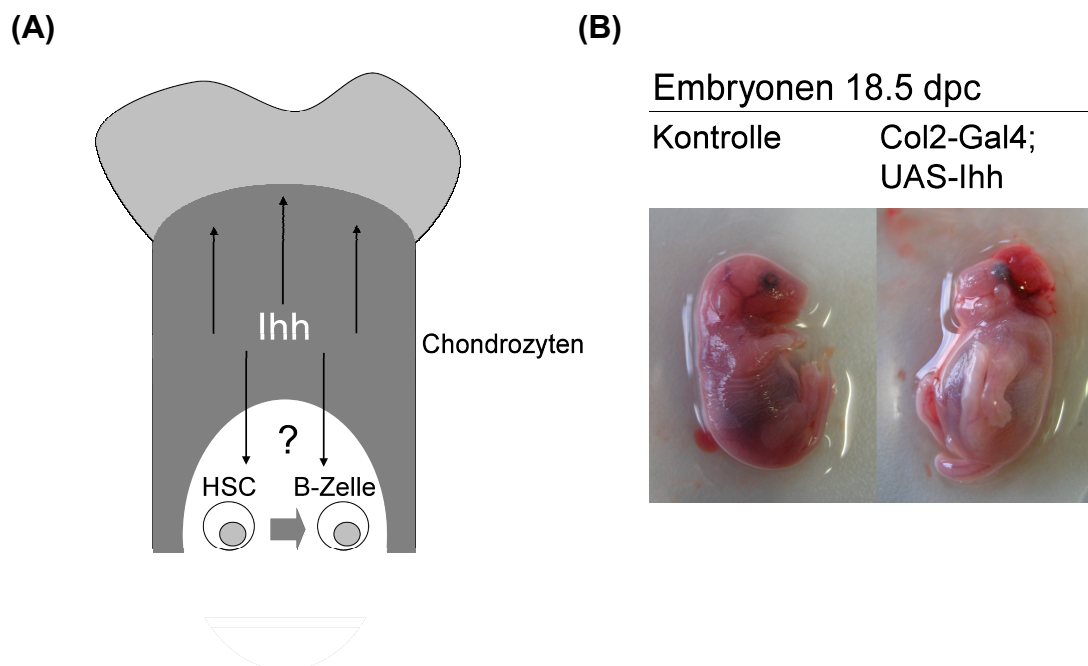 (A)
Ihh
Chondrozyten
?
HSC
B-Zelle
(B)
Embryonen 18.5 dpc
Kontrolle
Col2-Gal4;
UAS-Ihh